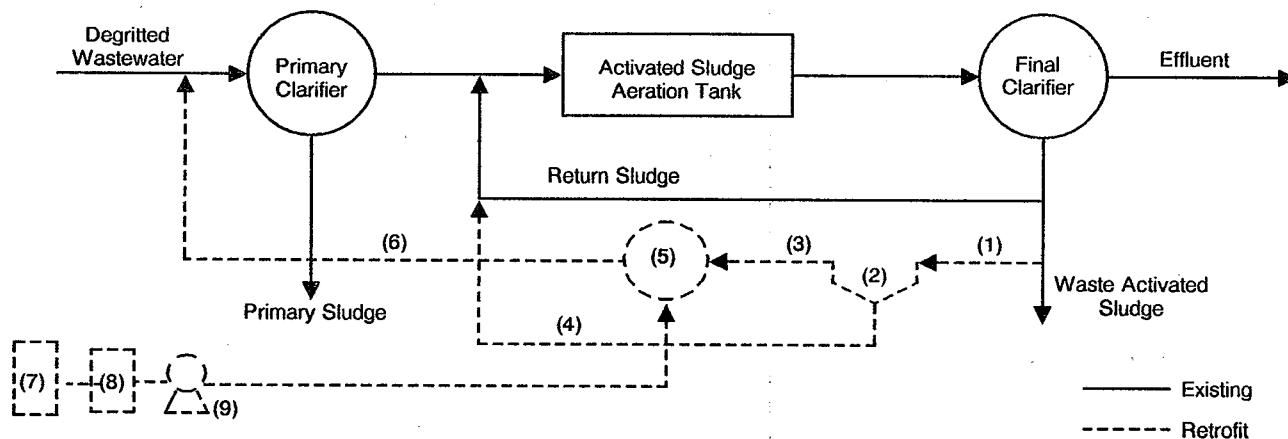 Degritted
Wastewater
Primary
Clarifier
Activated Sludge
Aeration Tank
Final
Clarifier
Effluent
Return Sludge
(6)
(5)
(3)
(2)
(1)
Waste Activated
Sludge
Primary Sludge
(4)
(7)
(8)
(9)
Existing
Retrofit